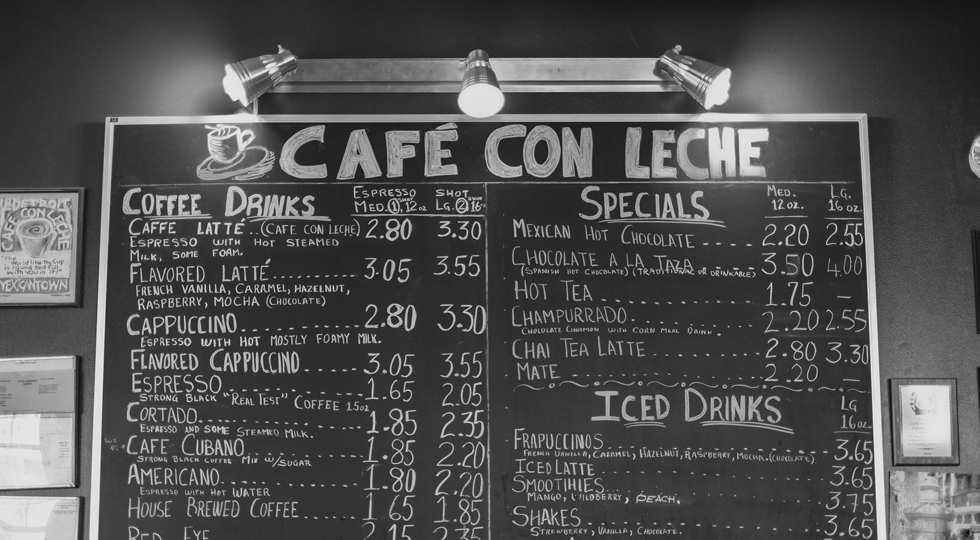 CAFÉ CON LECHE
COFFEE DRINKS
ESPRESSO SHOT
MED. 1 12oz LG. 2 16oz
CAFFE LATTÉ..(CAFE CON LECHE) 2.80 3.30
ESPRESSO WITH HOT STEAMED
MILK, SOME FORM.
FLAVORED LATTÉ.......... 3.05 3.55
FRENCH VANILLA, CARAMEL, HAZELNUT,
RASPBERRY, MOCHA (CHOCOLATE)
CAPPUCCINO............ 2.80 3.30
ESPRESSO WITH HOT MOSTLY FOAMY MILK.
FLAVORED CAPPUCCINO..... 3.05 3.55
ESPRESSO............ 1.65 2.05
STRONG BLACK "REAL TEST" COFFEE 1.5oz
CORTADO............ 1.85 2.35
ESPRESSO AND SOME STEAMED MILK.
CAFE CUBANO......... 1.85 2.20
STRONG BLACK COFFEE MIX W/SUGAR
AMERICANO.......... 1.80 2.20
ESPRESSO WITH HOT WATER
HOUSE BREWED COFFEE.... 1.65 1.85
RED EYE 2.15 2.35
SPECIALS
MED. LG.
12 oz. 16 oz.
MEXICAN HOT CHOCOLATE .... 2.20 2.55
CHOCOLATE A LA TAZA 3.50 4.00
(SPANISH HOT CHOCOLATE) (TRADITIONAL OR DRINKABLE)
HOT TEA ............ 1.75 –
CHAMPURRADO......... 2.20 2.55
CHOCOLATE CINAMON WITH CORN MEAL DRINK.
CHAI TEA LATTE ........ 2.80 3.30
MATE ............ 2.20 –
ICED DRINKS
LG
16oz.
FRAPUCCINOS.............. 3.65
FRENCH VANILLA, CARAMEL, HAZELNUT, RASPBERRY, MOCHA.(CHOCOLATE)
ICED LATTE ............. 3.65
SMOOTHIES............. 3.75
MANGO, WILDBERRY, PEACH.
SHAKES ............... 3.65
STRAWBERRY, VANILLA, CHOCOLATE.
CAFÉ CON LECHE